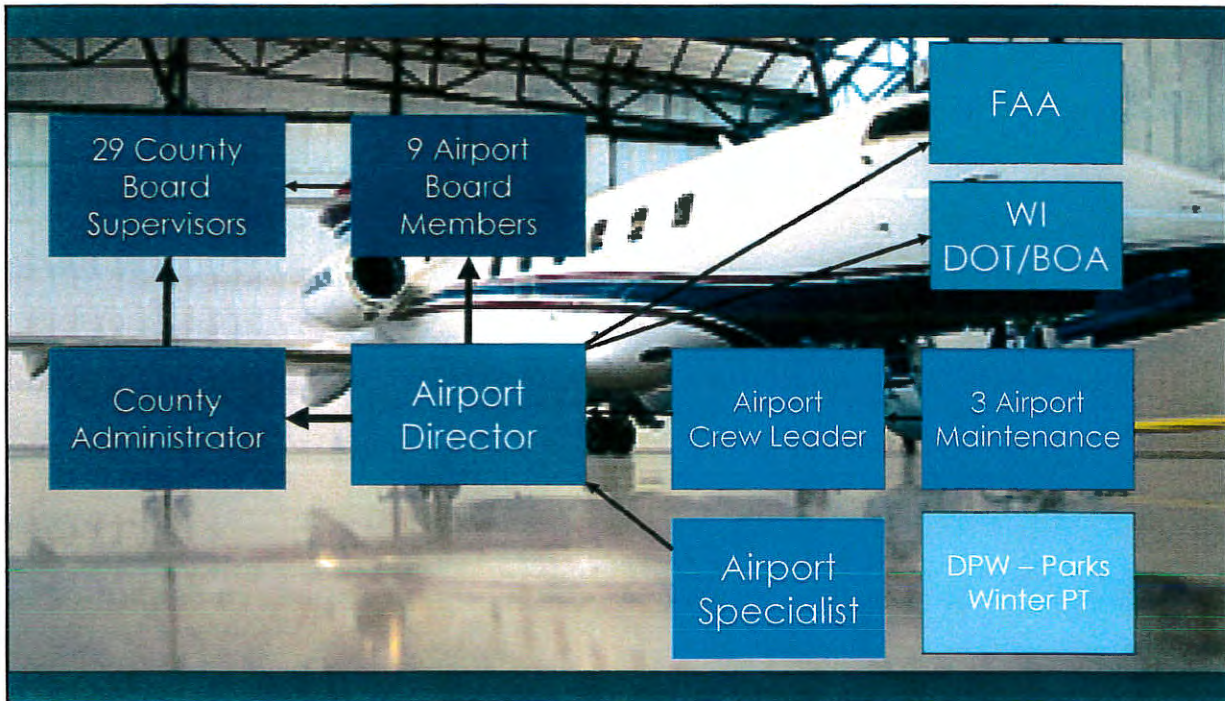 29 County
Board
Supervisors
9 Airport
Board
Members
FAA
WI
DOT/BOA
County
Administrator
Airport
Director
Airport
Crew Leader
3 Airport
Maintenance
Airport
Specialist
DPW – Parks
Winter PT